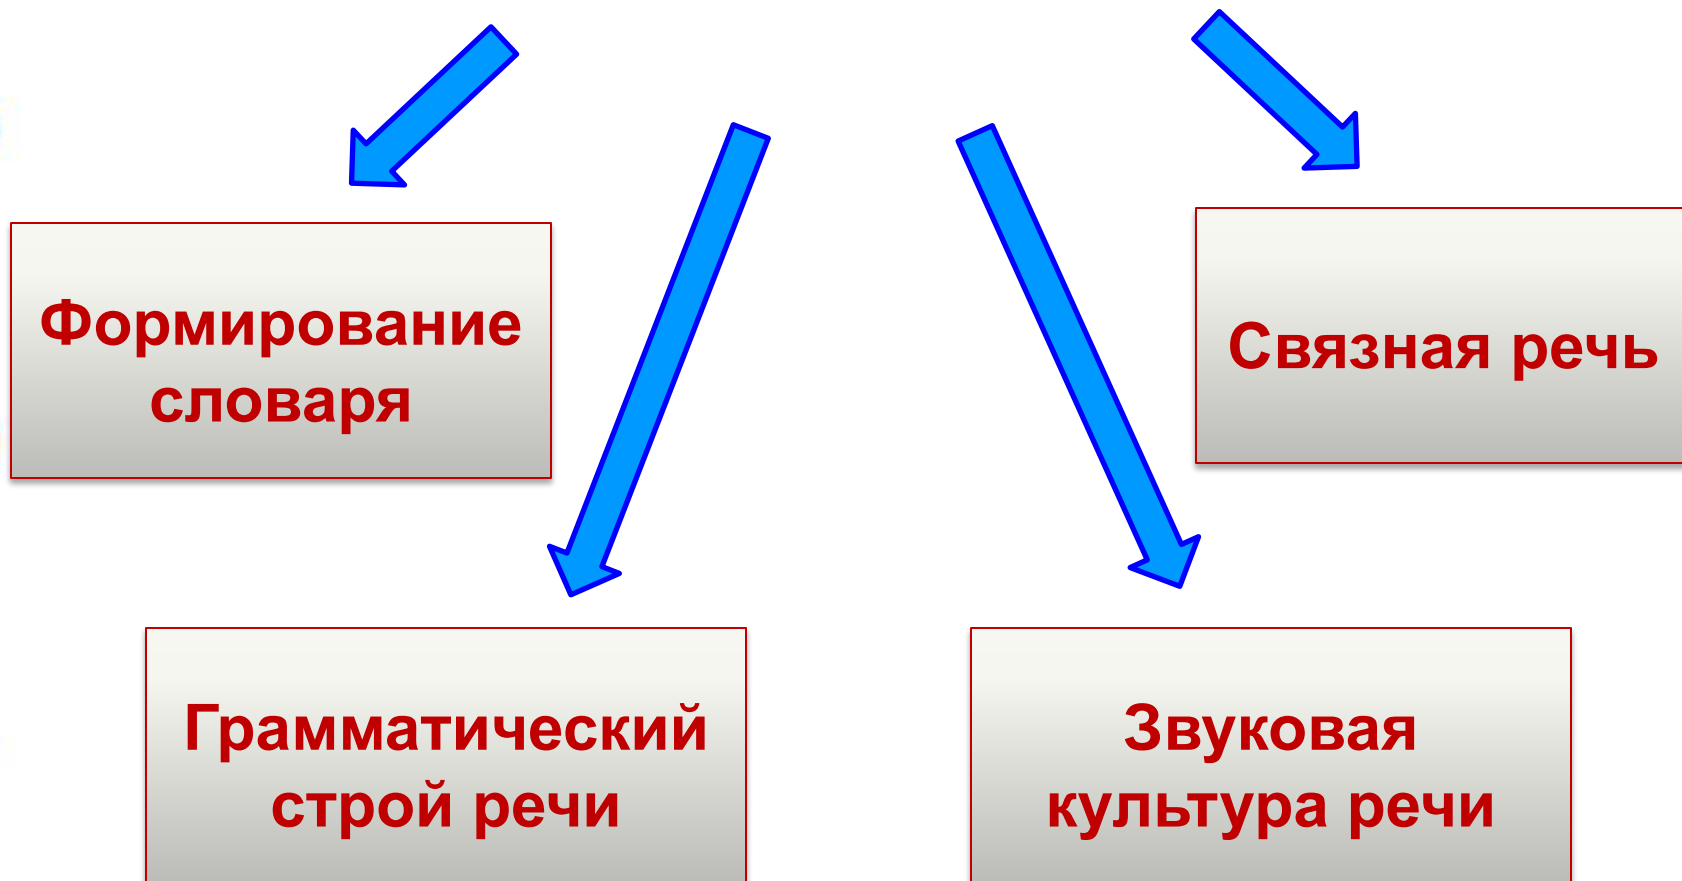 Формирование
словаря
Связная речь
Грамматический
строй речи
Звуковая
культура речи